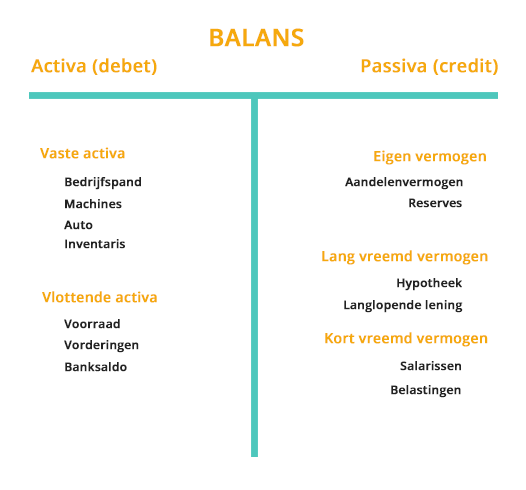 BALANS
Activa (debet)
Passiva (credit)
Vaste activa
Bedrijfspand
Machines
Auto
Inventaris
Vlottende activa
Voorraad
Vorderingen
Banksaldo
Eigen vermogen
Aandelenvermogen
Reserves
Lang vreemd vermogen
Hypotheek
Langlopende lening
Kort vreemd vermogen
Salarissen
Belastingen